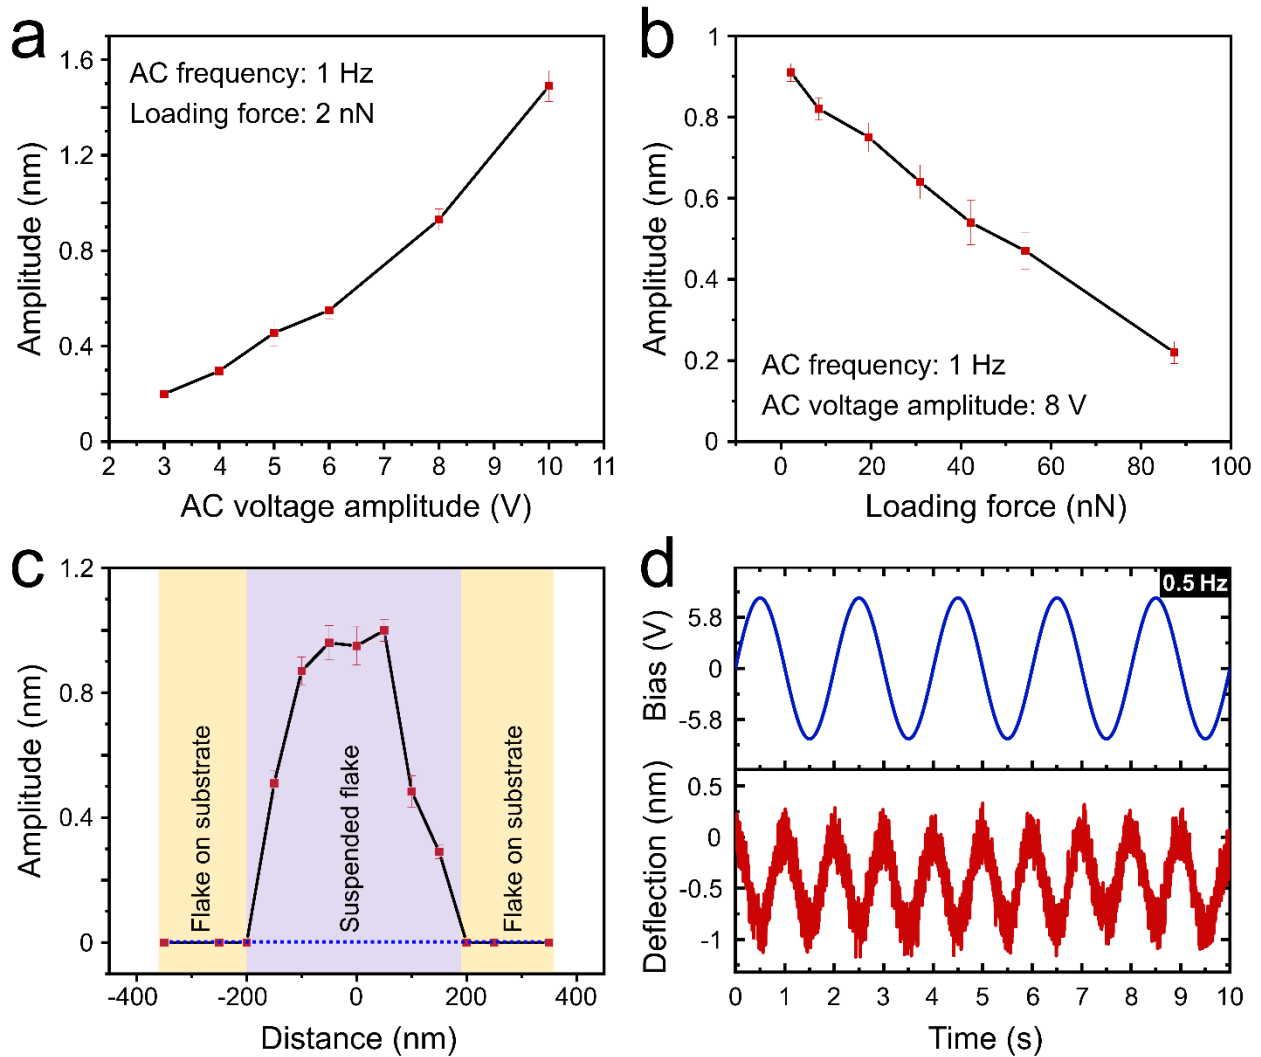 a
1.6
1.2
0.8
0.4
0
Amplitude (nm)
AC frequency: 1 Hz
Loading force: 2 nN
2 3 4 5 6 7 8 9 10 11
AC voltage amplitude (V)
b
1
0.8
0.6
0.4
0.2
0
Amplitude (nm)
AC frequency: 1 Hz
AC voltage amplitude: 8 V
0 20 40 60 80 100
Loading force (nN)
c
1.2
0.8
0.4
0
Amplitude (nm)
Flake on substrate
Suspended flake
Flake on substrate
-400 -200 0 200 400
Distance (nm)
d
0.5 Hz
5.8
0
-5.8
Bias (V)
0.5
0
-0.5
-1
Deflection (nm)
0 1 2 3 4 5 6 7 8 9 10
Time (s)